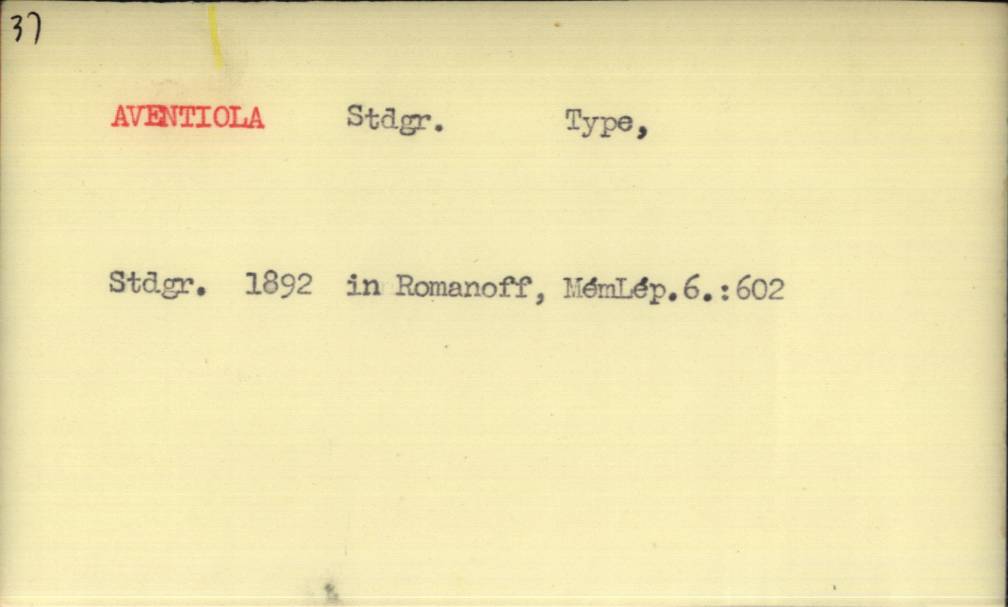 37
AVENTIOLA Stdgr. Type,
Stdgr. 1892 in Romanoff, MémLép.6.:602